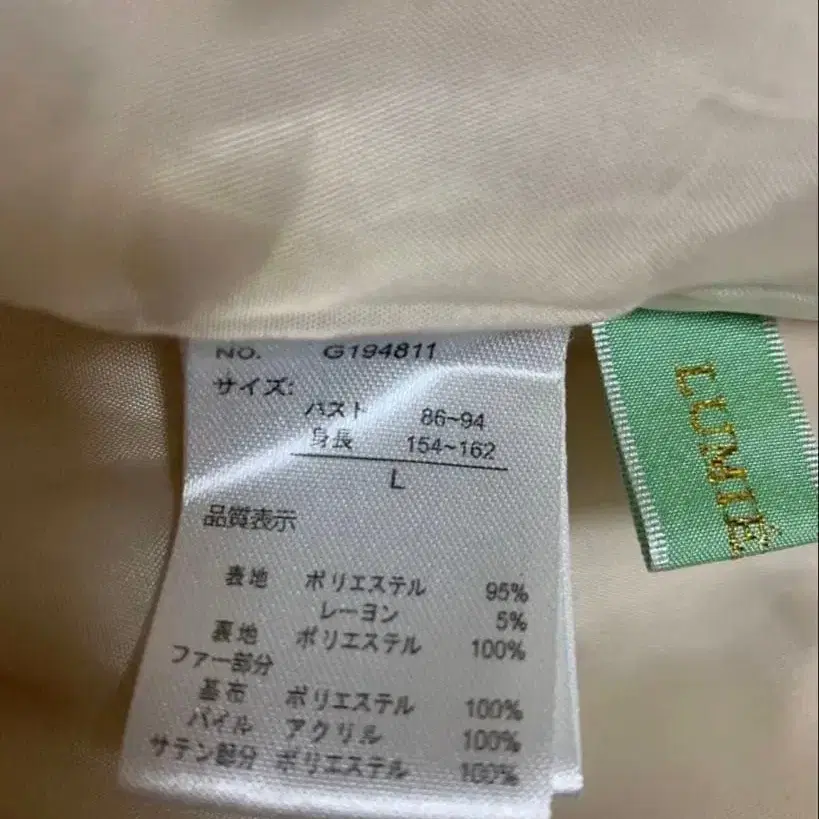 NO. G194811
サイズ:
バスト 86~94
身長 154~162
L
品質表示
表地 ポリエステル 95%
レーヨン 5%
裏地 ポリエステル 100%
ファー部分
基布 ポリエステル 100%
パイル アクリル 100%
サテン部分 ポリエステル 100%
LUMIÈ